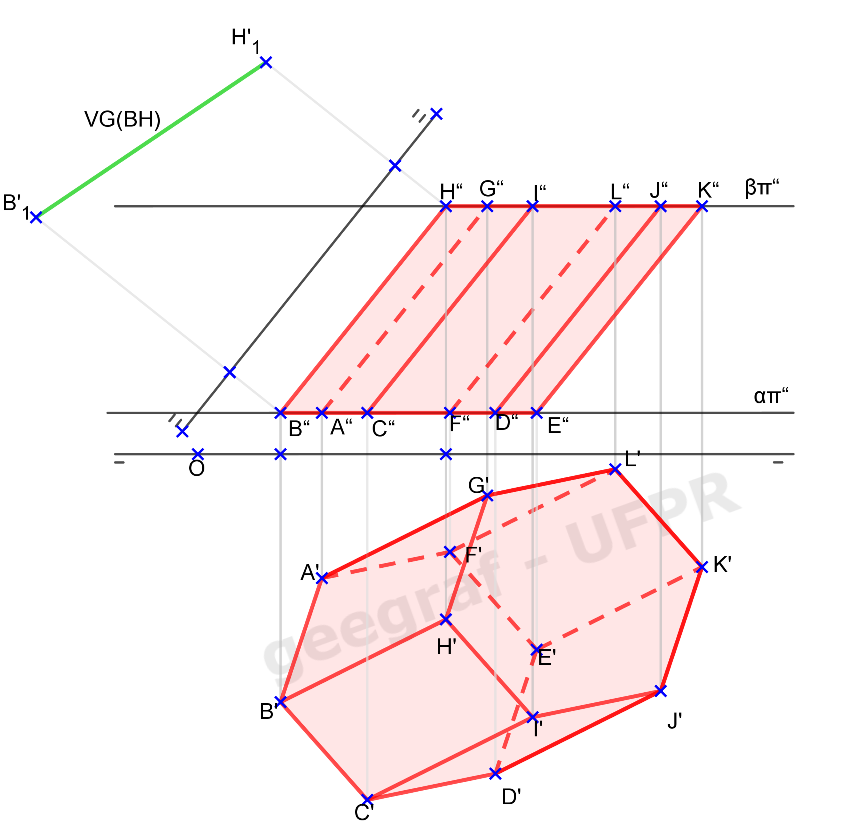 H'₁
VG(BH)
B'₁
H“ G“ I“ L“ J“ K“ βπ“
απ“
B“ A“ C“ F“ D“ E“
O
L'
G'
A' F' K'
geegraf - UFPR
H' E'
B' I' J'
C' D'